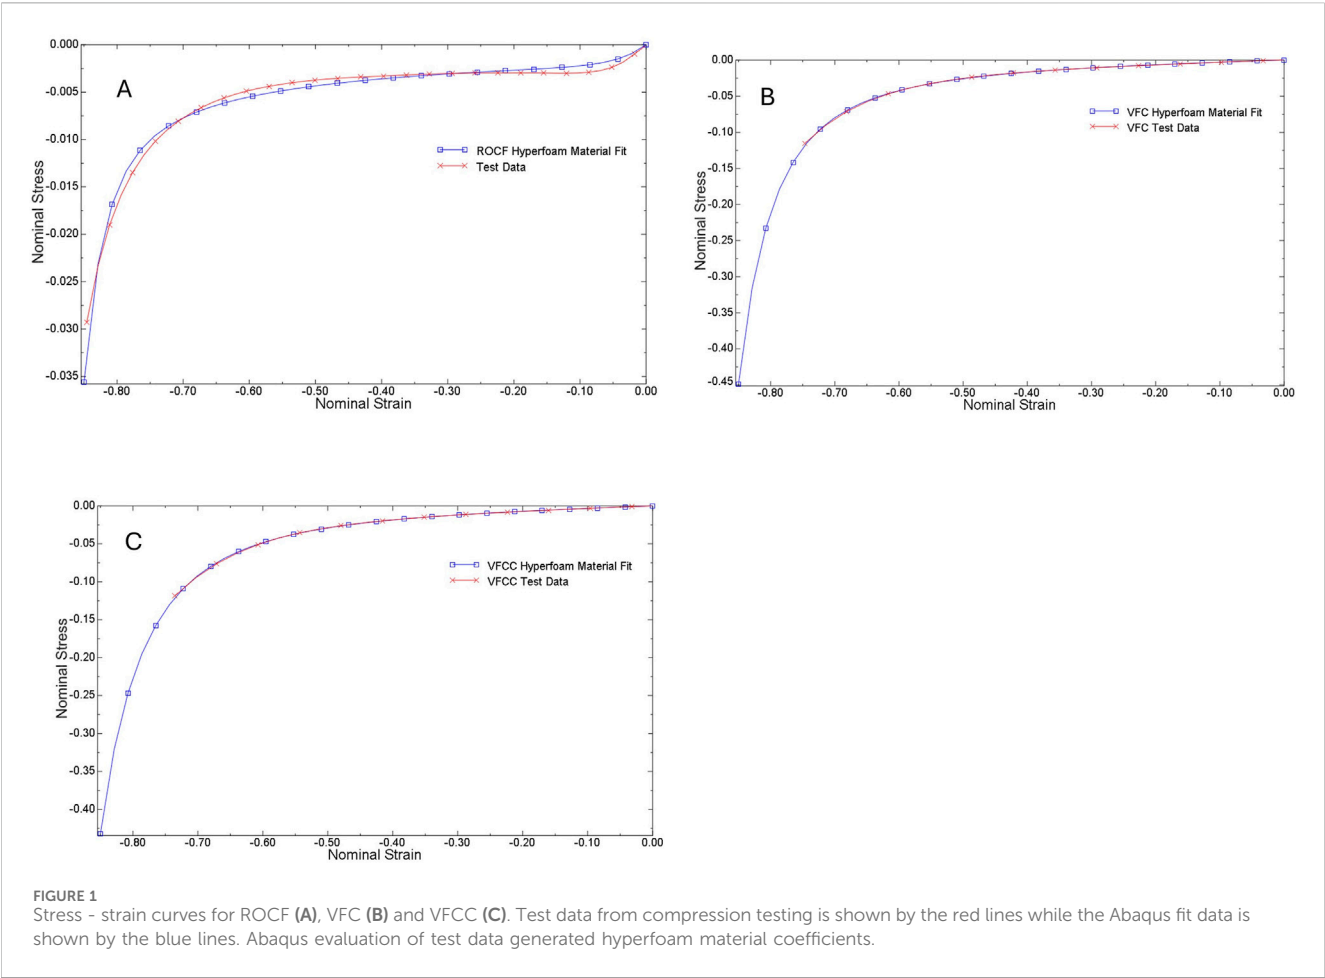 0.000
-0.005
-0.010
-0.015
-0.020
-0.025
-0.030
-0.035
Nominal Stress
A
ROCF Hyperfoam Material Fit
Test Data
-0.80 -0.70 -0.60 -0.50 -0.40 -0.30 -0.20 -0.10 0.00
Nominal Strain
0.00
-0.05
-0.10
-0.15
-0.20
-0.25
-0.30
-0.35
-0.40
-0.45
Nominal Stress
B
VFC Hyperfoam Material Fit
VFC Test Data
-0.80 -0.70 -0.60 -0.50 -0.40 -0.30 -0.20 -0.10 0.00
Nominal Strain
0.00
-0.05
-0.10
-0.15
-0.20
-0.25
-0.30
-0.35
-0.40
Nominal Stress
C
VFCC Hyperfoam Material Fit
VFCC Test Data
-0.80 -0.70 -0.60 -0.50 -0.40 -0.30 -0.20 -0.10 0.00
Nominal Strain
FIGURE 1
Stress - strain curves for ROCF (A), VFC (B) and VFCC (C). Test data from compression testing is shown by the red lines while the Abaqus fit data is
shown by the blue lines. Abaqus evaluation of test data generated hyperfoam material coefficients.